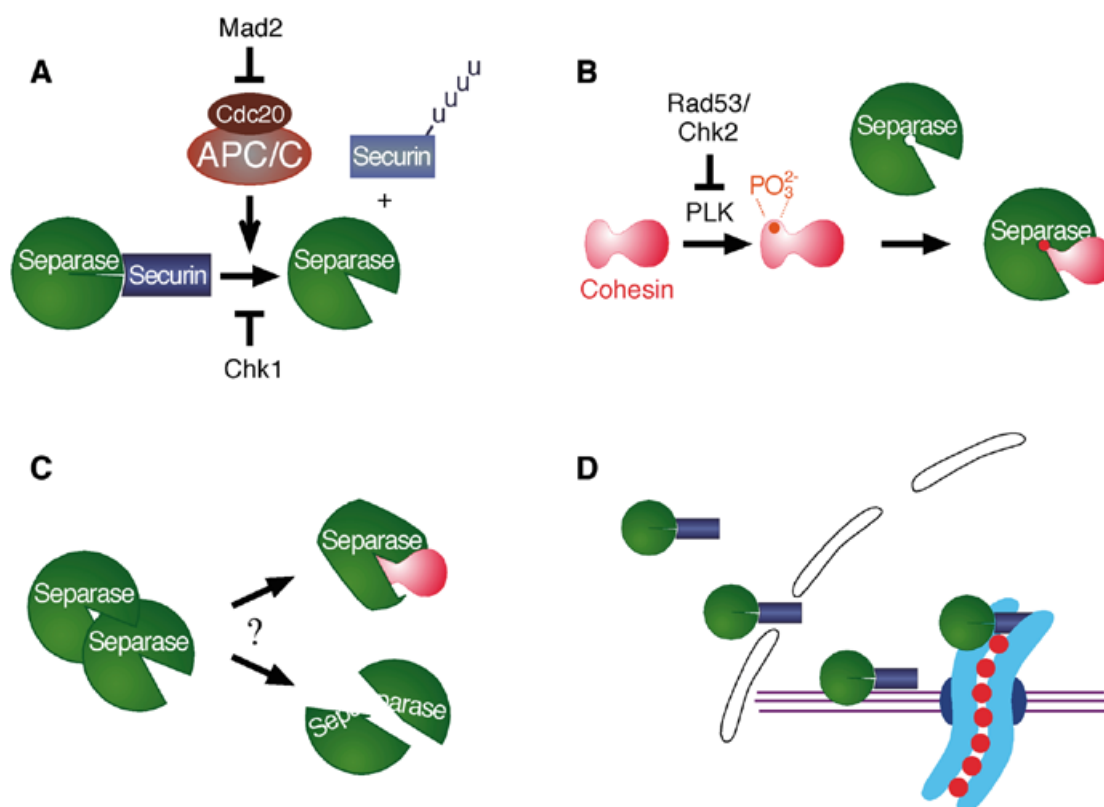 A
Mad2
Cdc20
APC/C
u u u u
Securin
+
Separase
Securin
Separase
Chk1
B
Rad53/
Chk2
PLK
PO3^2-
Separase
Cohesin
Separase
C
Separase
Separase
?
Separase
Separase
D